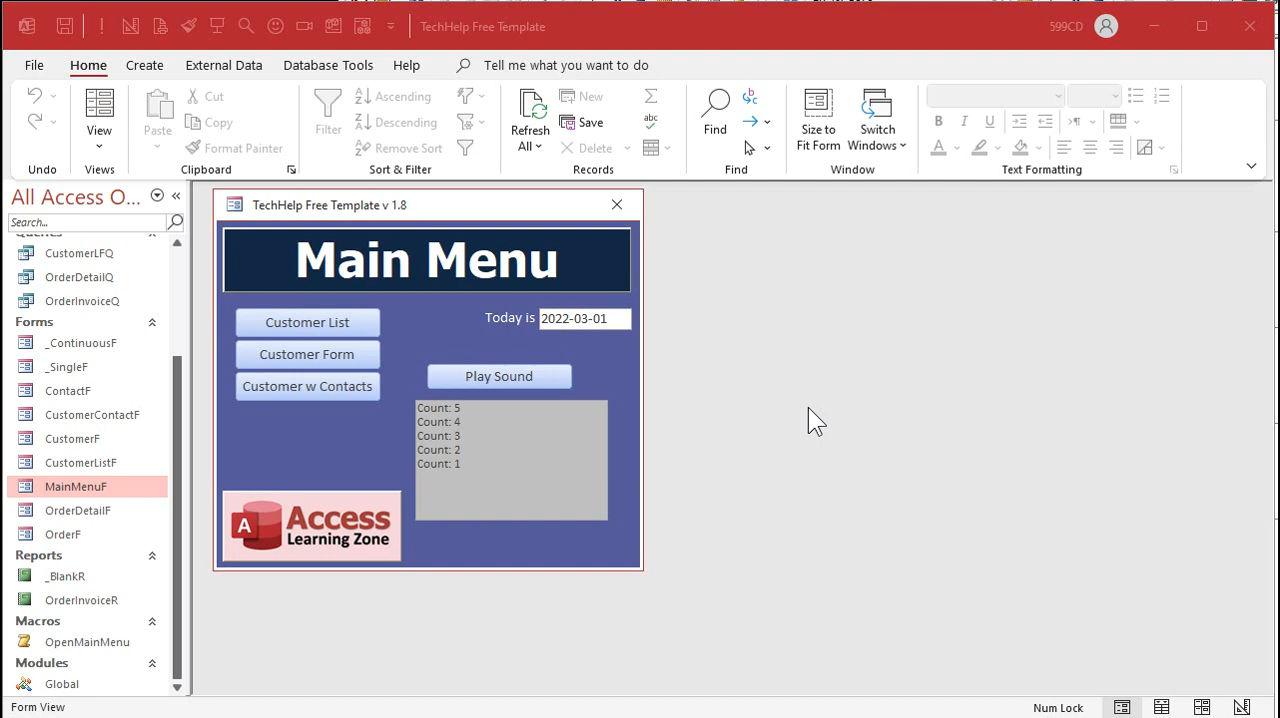 TechHelp Free Template
599CD
File Home Create External Data Database Tools Help Tell me what you want to do
View
Paste
Cut
Copy
Format Painter
Filter
Ascending
Descending
Remove Sort
Refresh All
New
Save
Delete
abc
Find
Size to Fit Form
Switch Windows
B I U
A
Undo Views Clipboard Sort & Filter Records Find Window Text Formatting
All Access O...
Search...
Queries
CustomerLFQ
OrderDetailQ
OrderInvoiceQ
Forms
_ContinuousF
_SingleF
ContactF
CustomerContactF
CustomerF
CustomerListF
MainMenuF
OrderDetailF
OrderF
Reports
_BlankR
OrderInvoiceR
Macros
OpenMainMenu
Modules
Global
TechHelp Free Template v 1.8
Main Menu
Customer List
Customer Form
Customer w Contacts
Today is 2022-03-01
Play Sound
Count: 5
Count: 4
Count: 3
Count: 2
Count: 1
A Access
Learning Zone
Form View
Num Lock